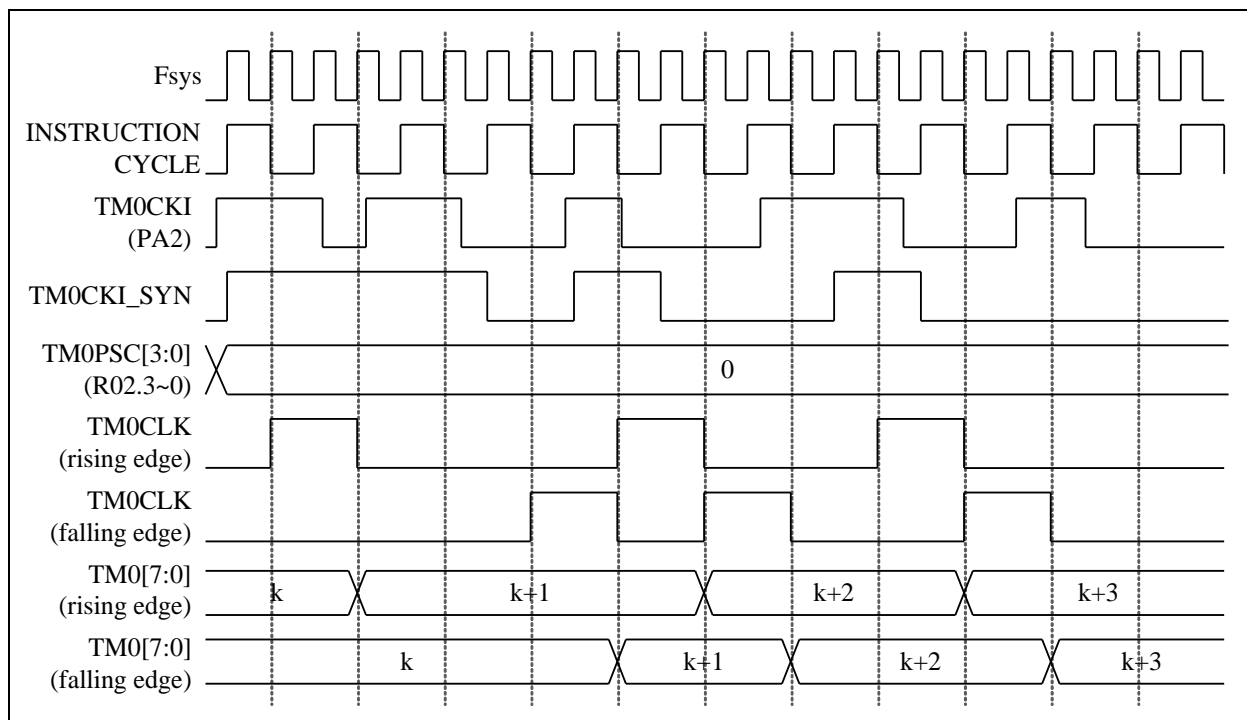 Fsys
INSTRUCTION
CYCLE
TM0CKI
(PA2)
TM0CKI_SYN
TM0PSC[3:0]
(R02.3~0)
0
TM0CLK
(rising edge)
TM0CLK
(falling edge)
TM0[7:0]
(rising edge)
k
k+1
k+2
k+3
TM0[7:0]
(falling edge)
k
k+1
k+2
k+3